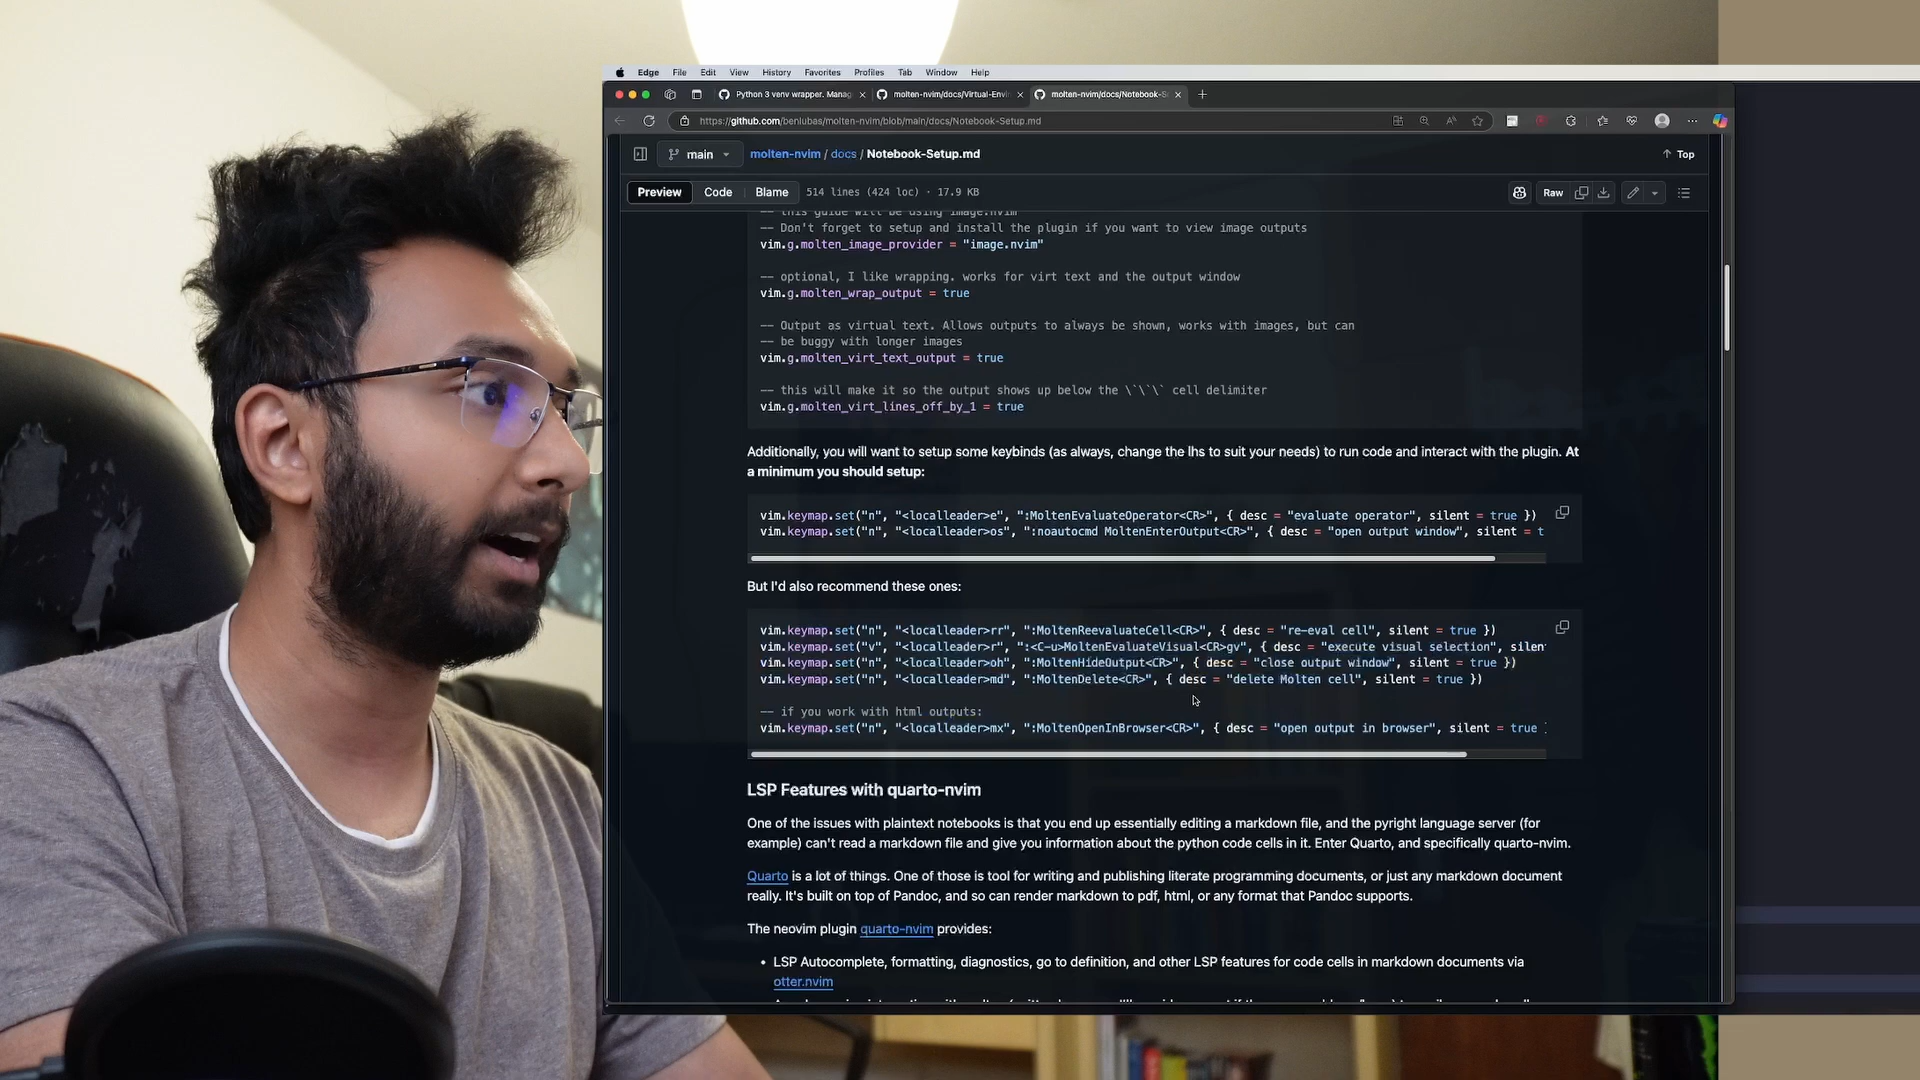 Edge File Edit View History Favorites Profiles Tab Window Help
Python 3 venv wrapper. Manag
molten-nvim/docs/Virtual-Envi
molten-nvim/docs/Notebook-S
https://github.com/benlubas/molten-nvim/blob/main/docs/Notebook-Setup.md
main
molten-nvim / docs / Notebook-Setup.md
Top
Preview Code Blame 514 lines (424 loc) · 17.9 KB
Raw
-- this guide will be using image.nvim
-- Don't forget to setup and install the plugin if you want to view image outputs
vim.g.molten_image_provider = "image.nvim"
-- optional, I like wrapping. works for virt text and the output window
vim.g.molten_wrap_output = true
-- Output as virtual text. Allows outputs to always be shown, works with images, but can
-- be buggy with longer images
vim.g.molten_virt_text_output = true
-- this will make it so the output shows up below the \`\`\` cell delimiter
vim.g.molten_virt_lines_off_by_1 = true
Additionally, you will want to setup some keybinds (as always, change the lhs to suit your needs) to run code and interact with the plugin. At
a minimum you should setup:
vim.keymap.set("n", "<localleader>e", ":MoltenEvaluateOperator<CR>", { desc = "evaluate operator", silent = true })
vim.keymap.set("n", "<localleader>os", ":noautocmd MoltenEnterOutput<CR>", { desc = "open output window", silent = t
But I'd also recommend these ones:
vim.keymap.set("n", "<localleader>rr", ":MoltenReevaluateCell<CR>", { desc = "re-eval cell", silent = true })
vim.keymap.set("v", "<localleader>r", ":<C-u>MoltenEvaluateVisual<CR>gv", { desc = "execute visual selection", silen
vim.keymap.set("n", "<localleader>oh", ":MoltenHideOutput<CR>", { desc = "close output window", silent = true })
vim.keymap.set("n", "<localleader>md", ":MoltenDelete<CR>", { desc = "delete Molten cell", silent = true })
-- if you work with html outputs:
vim.keymap.set("n", "<localleader>mx", ":MoltenOpenInBrowser<CR>", { desc = "open output in browser", silent = true }
LSP Features with quarto-nvim
One of the issues with plaintext notebooks is that you end up essentially editing a markdown file, and the pyright language server (for
example) can't read a markdown file and give you information about the python code cells in it. Enter Quarto, and specifically quarto-nvim.
Quarto is a lot of things. One of those is tool for writing and publishing literate programming documents, or just any markdown document
really. It's built on top of Pandoc, and so can render markdown to pdf, html, or any format that Pandoc supports.
The neovim plugin quarto-nvim provides:
• LSP Autocomplete, formatting, diagnostics, go to definition, and other LSP features for code cells in markdown documents via
otter.nvim